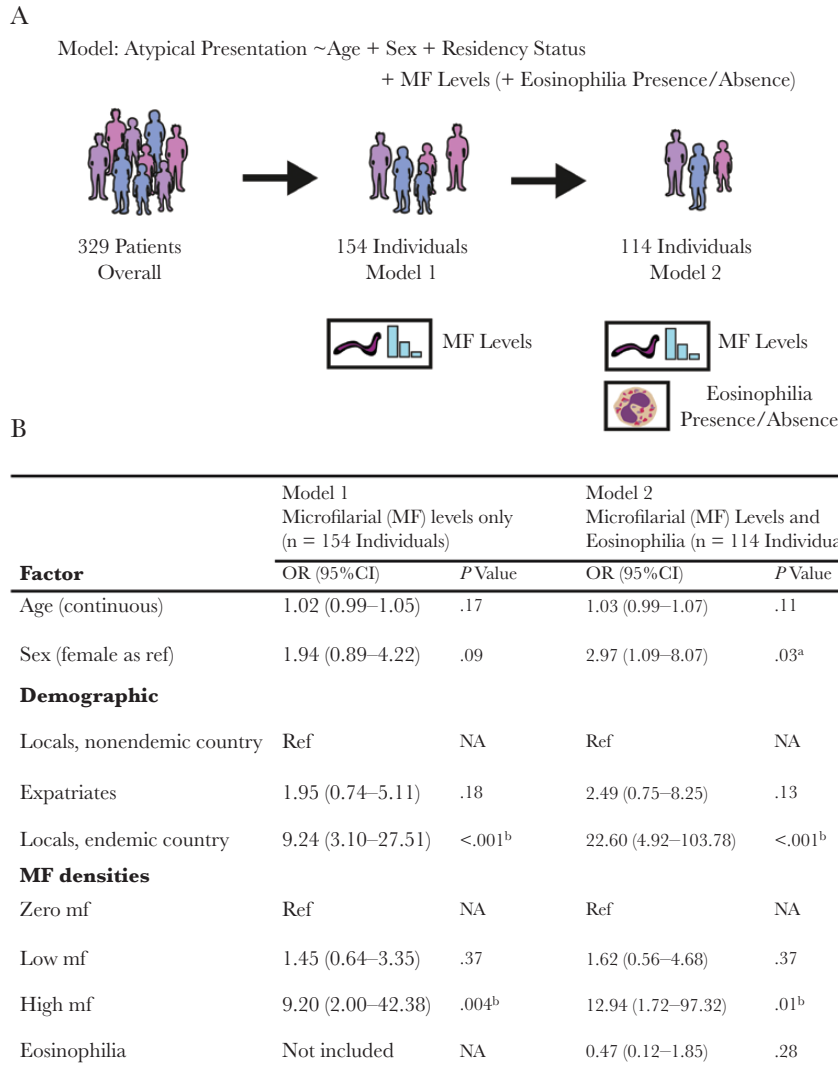 A
Model: Atypical Presentation ~Age + Sex + Residency Status
+ MF Levels (+ Eosinophilia Presence/Absence)
329 Patients
Overall
154 Individuals
Model 1
114 Individuals
Model 2
MF Levels
MF Levels
Eosinophilia
Presence/Absence
B
Model 1 Model 2
Microfilarial (MF) levels only Microfilarial (MF) Levels and
(n = 154 Individuals) Eosinophilia (n = 114 Individua
Factor OR (95%CI) P Value OR (95%CI) P Value
Age (continuous) 1.02 (0.99–1.05) .17 1.03 (0.99–1.07) .11
Sex (female as ref) 1.94 (0.89–4.22) .09 2.97 (1.09–8.07) .03ᵃ
Demographic
Locals, nonendemic country Ref NA Ref NA
Expatriates 1.95 (0.74–5.11) .18 2.49 (0.75–8.25) .13
Locals, endemic country 9.24 (3.10–27.51) <.001ᵇ 22.60 (4.92–103.78) <.001ᵇ
MF densities
Zero mf Ref NA Ref NA
Low mf 1.45 (0.64–3.35) .37 1.62 (0.56–4.68) .37
High mf 9.20 (2.00–42.38) .004ᵇ 12.94 (1.72–97.32) .01ᵇ
Eosinophilia Not included NA 0.47 (0.12–1.85) .28